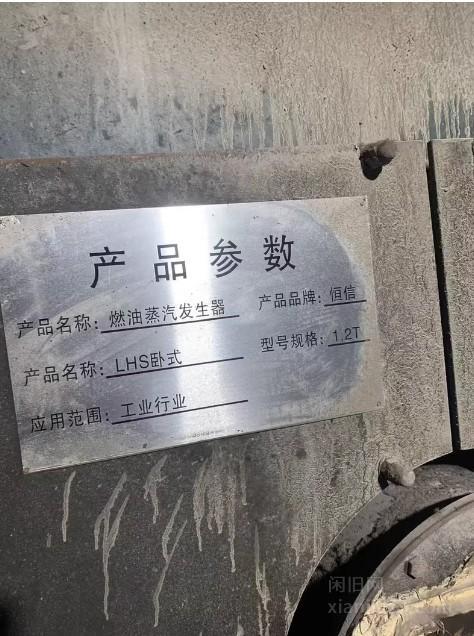 产品参数
产品名称：燃油蒸汽发生器 产品品牌：恒信
产品名称：LHS卧式 型号规格：1.2T
应用范围：工业行业
闲旧网